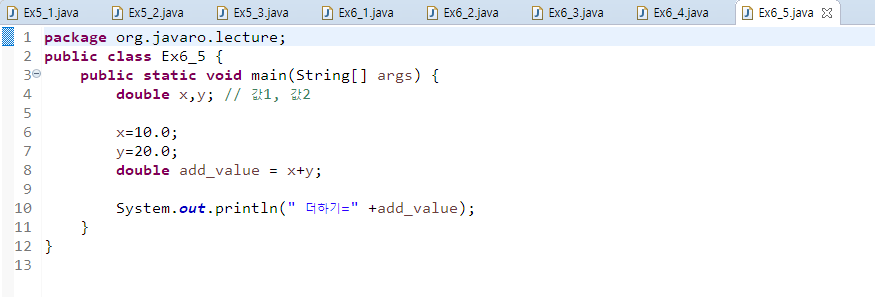 Ex5_1.java Ex5_2.java Ex5_3.java Ex6_1.java Ex6_2.java Ex6_3.java Ex6_4.java Ex6_5.java
1 package org.javaro.lecture;
2 public class Ex6_5 {
3 public static void main(String[] args) {
4 double x,y; // 값1, 값2
5
6 x=10.0;
7 y=20.0;
8 double add_value = x+y;
9
10 System.out.println(" 더하기=" +add_value);
11 }
12 }
13